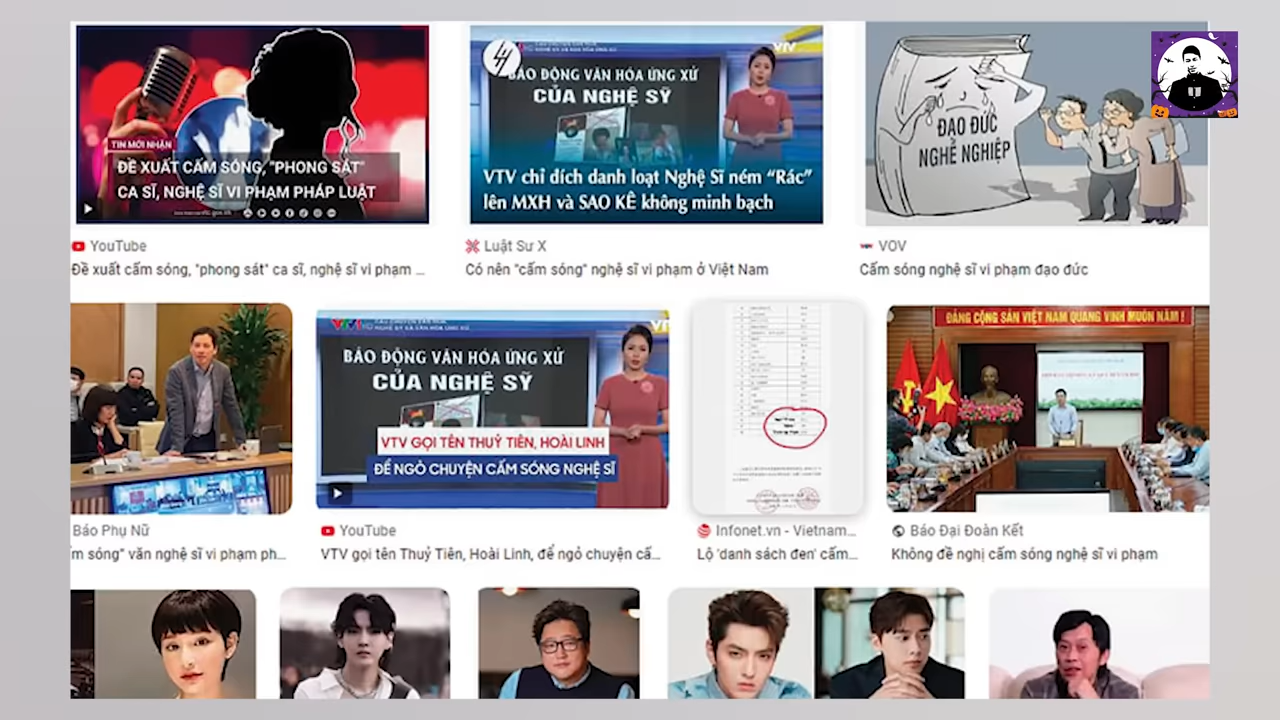 TIN MỚI NHẬN
ĐỀ XUẤT CẤM SÓNG, "PHONG SÁT"
CA SĨ, NGHỆ SĨ VI PHẠM PHÁP LUẬT
YouTube
Đề xuất cấm sóng, "phong sát" ca sĩ, nghệ sĩ vi phạm ...
VTV
BÁO ĐỘNG VĂN HÓA ỨNG XỬ
CỦA NGHỆ SỸ
VTV chỉ đích danh loạt Nghệ Sĩ ném “Rác”
lên MXH và SAO KÊ không minh bạch
Luật Sư X
Có nên "cấm sóng" nghệ sĩ vi phạm ở Việt Nam
ĐẠO ĐỨC
NGHỀ NGHIỆP
VOV
Cấm sóng nghệ sĩ vi phạm đạo đức
Báo Phụ Nữ
ím sóng” văn nghệ sĩ vi phạm ph...
VTV1
BÁO ĐỘNG VĂN HÓA ỨNG XỬ
CỦA NGHỆ SỸ
VTV GỌI TÊN THUỶ TIÊN, HOÀI LINH
ĐỂ NGỎ CHUYỆN CẤM SÓNG NGHỆ SĨ
YouTube
VTV gọi tên Thuỷ Tiên, Hoài Linh, để ngỏ chuyện cấ...
Infonet.vn - Vietnam...
Lộ 'danh sách đen' cấm...
ĐẢNG CỘNG SẢN VIỆT NAM QUANG VINH MUÔN NĂM !
Báo Đại Đoàn Kết
Không đề nghị cấm sóng nghệ sĩ vi phạm